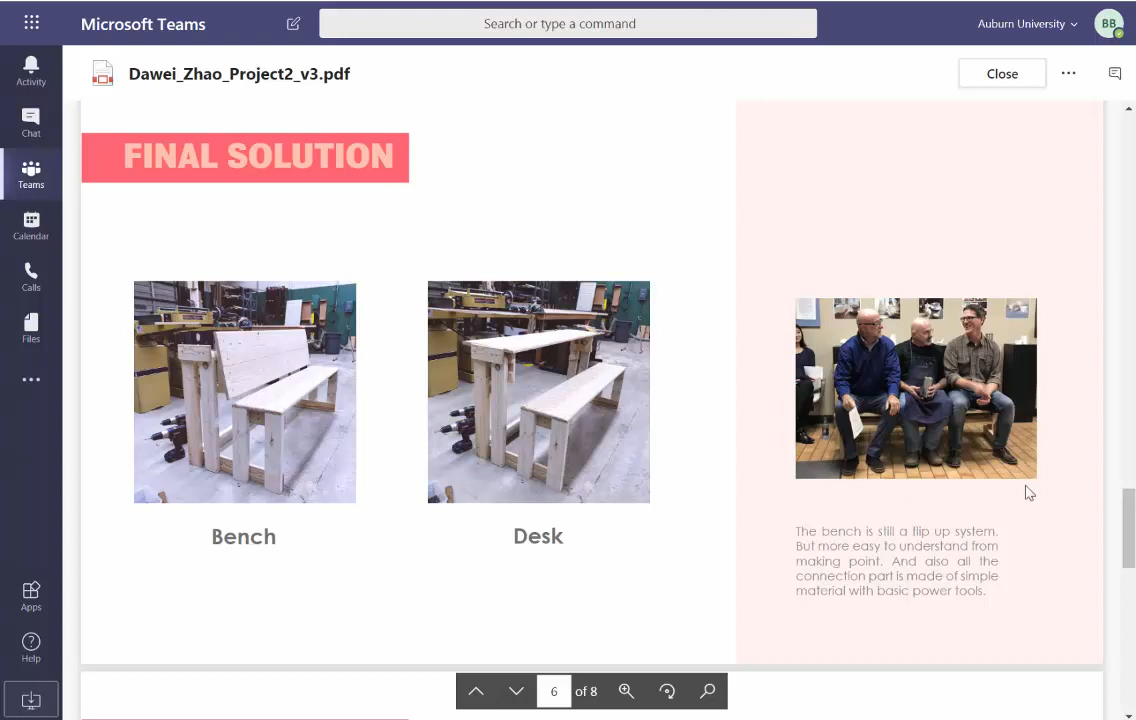 Microsoft Teams
Search or type a command
Auburn University
BB
Activity
Chat
Teams
Calendar
Calls
Files
Apps
Help
Dawei_Zhao_Project2_v3.pdf
Close
FINAL SOLUTION
Bench
Desk
The bench is still a flip up system.
But more easy to understand from
making point. And also all the
connection part is made of simple
material with basic power tools.
6 of 8